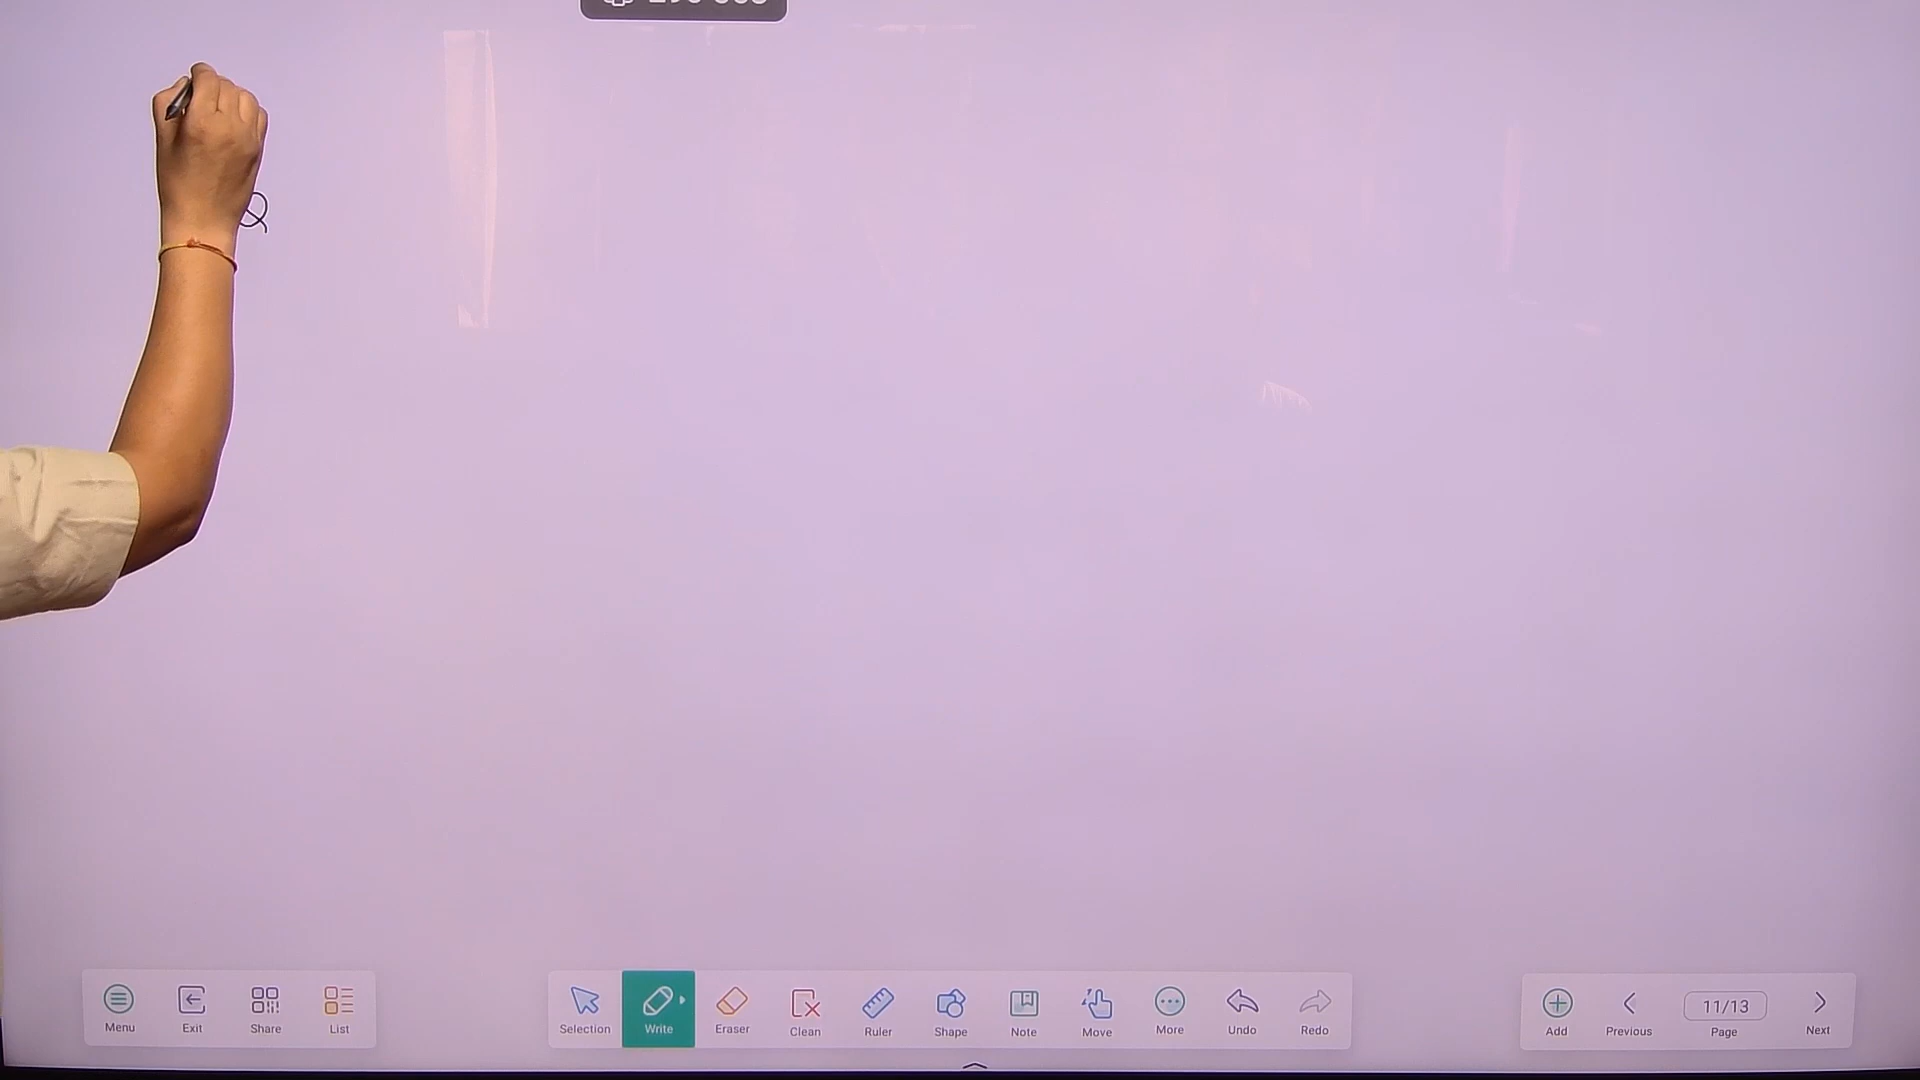 Menu
Exit
Share
List
Selection
Write
Eraser
Clean
Ruler
Shape
Note
Move
More
Undo
Redo
Add
Previous
11/13
Page
Next